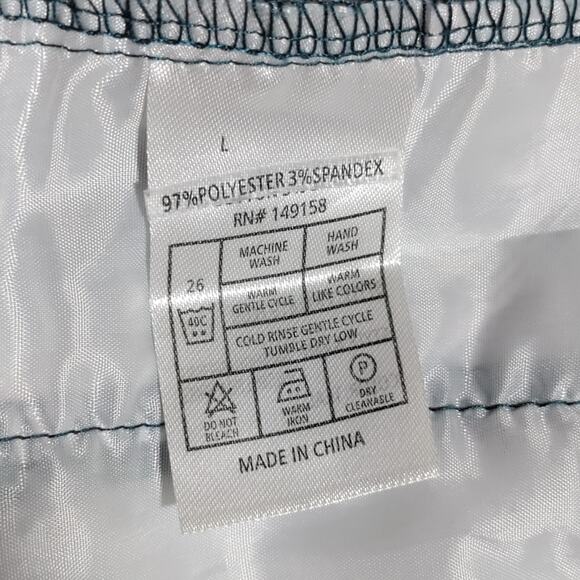 L
97%POLYESTER 3%SPANDEX
RN# 149158
26
40C
MACHINE
WASH
HAND
WASH
WARM
GENTLE CYCLE
WARM
LIKE COLORS
COLD RINSE GENTLE CYCLE
TUMBLE DRY LOW
DO NOT
BLEACH
WARM
IRON
P
DRY
CLEANABLE
MADE IN CHINA